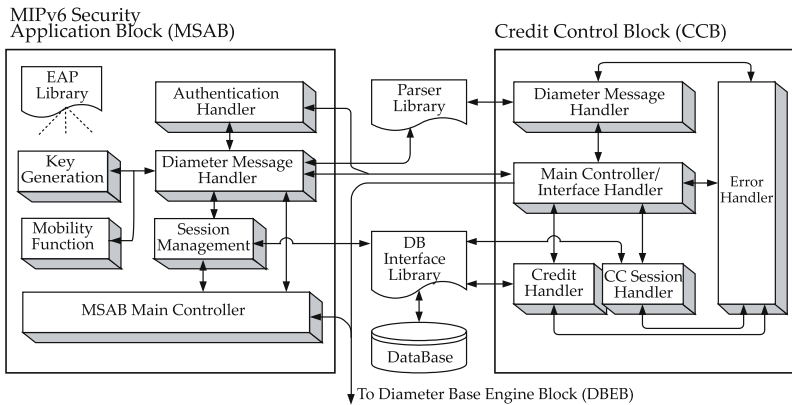 MIPv6 Security
Application Block (MSAB)
Credit Control Block (CCB)
EAP
Library
Authentication
Handler
Parser
Library
Diameter Message
Handler
Key
Generation
Diameter Message
Handler
Main Controller/
Interface Handler
Error
Handler
Mobility
Function
Session
Management
DB
Interface
Library
Credit
Handler
CC Session
Handler
MSAB Main Controller
DataBase
To Diameter Base Engine Block (DBEB)